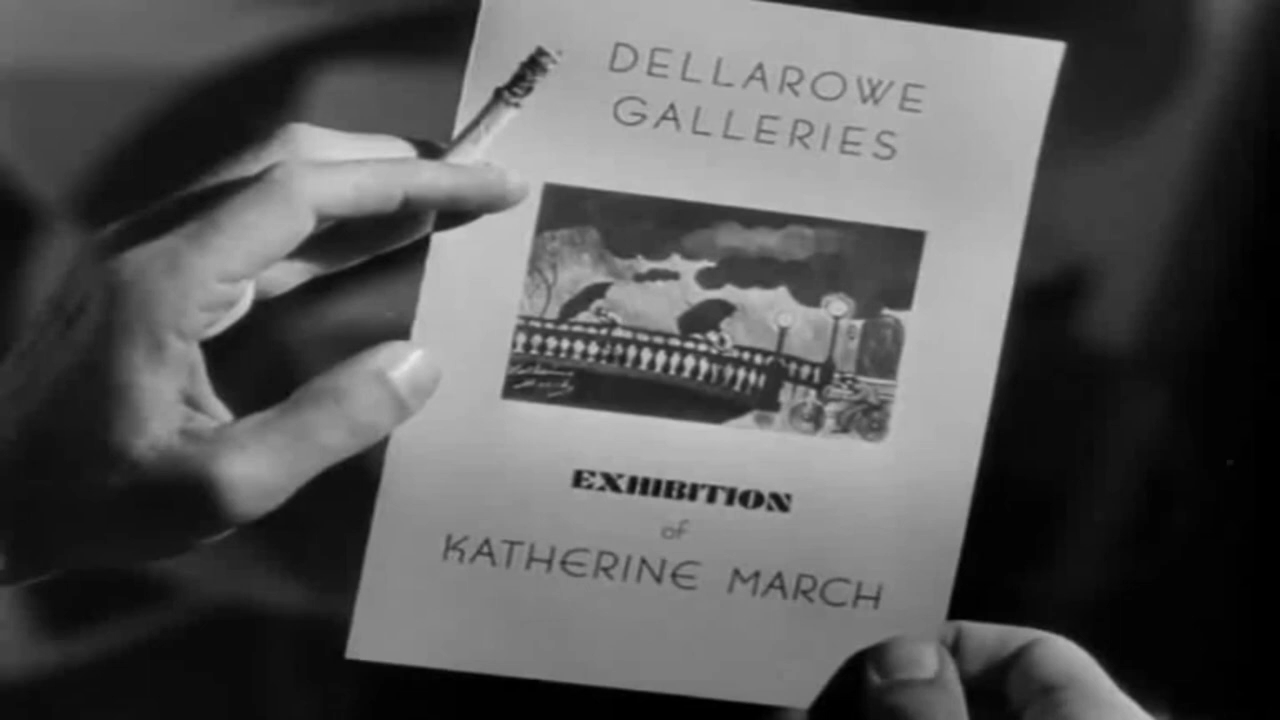 DELLAROWE
GALLERIES
EXHIBITION
of
KATHERINE MARCH